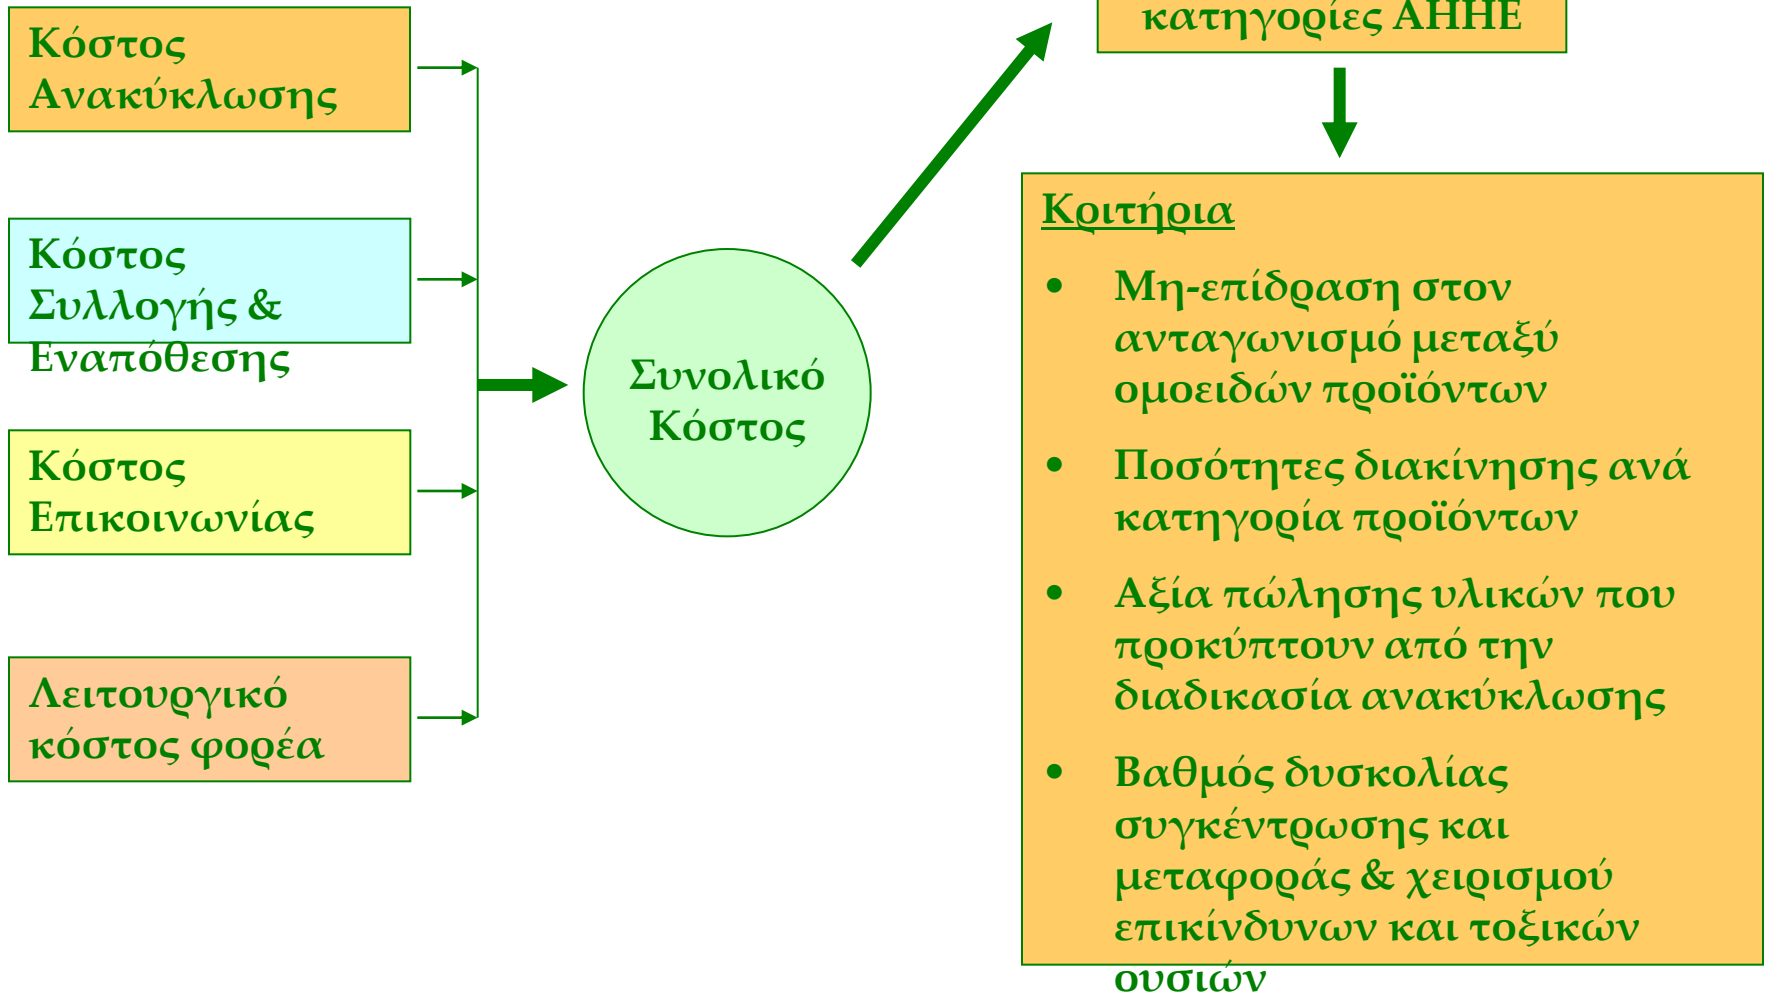 Κόστος
Ανακύκλωσης
Κόστος
Συλλογής &
Εναπόθεσης
Κόστος
Επικοινωνίας
Λειτουργικό
κόστος φορέα
Συνολικό
Κόστος
κατηγορίες ΑΗΗΕ
Κριτήρια
• Μη-επίδραση στον
ανταγωνισμό μεταξύ
ομοειδών προϊόντων
• Ποσότητες διακίνησης ανά
κατηγορία προϊόντων
• Αξία πώλησης υλικών που
προκύπτουν από την
διαδικασία ανακύκλωσης
• Βαθμός δυσκολίας
συγκέντρωσης και
μεταφοράς & χειρισμού
επικίνδυνων και τοξικών
ουσιών